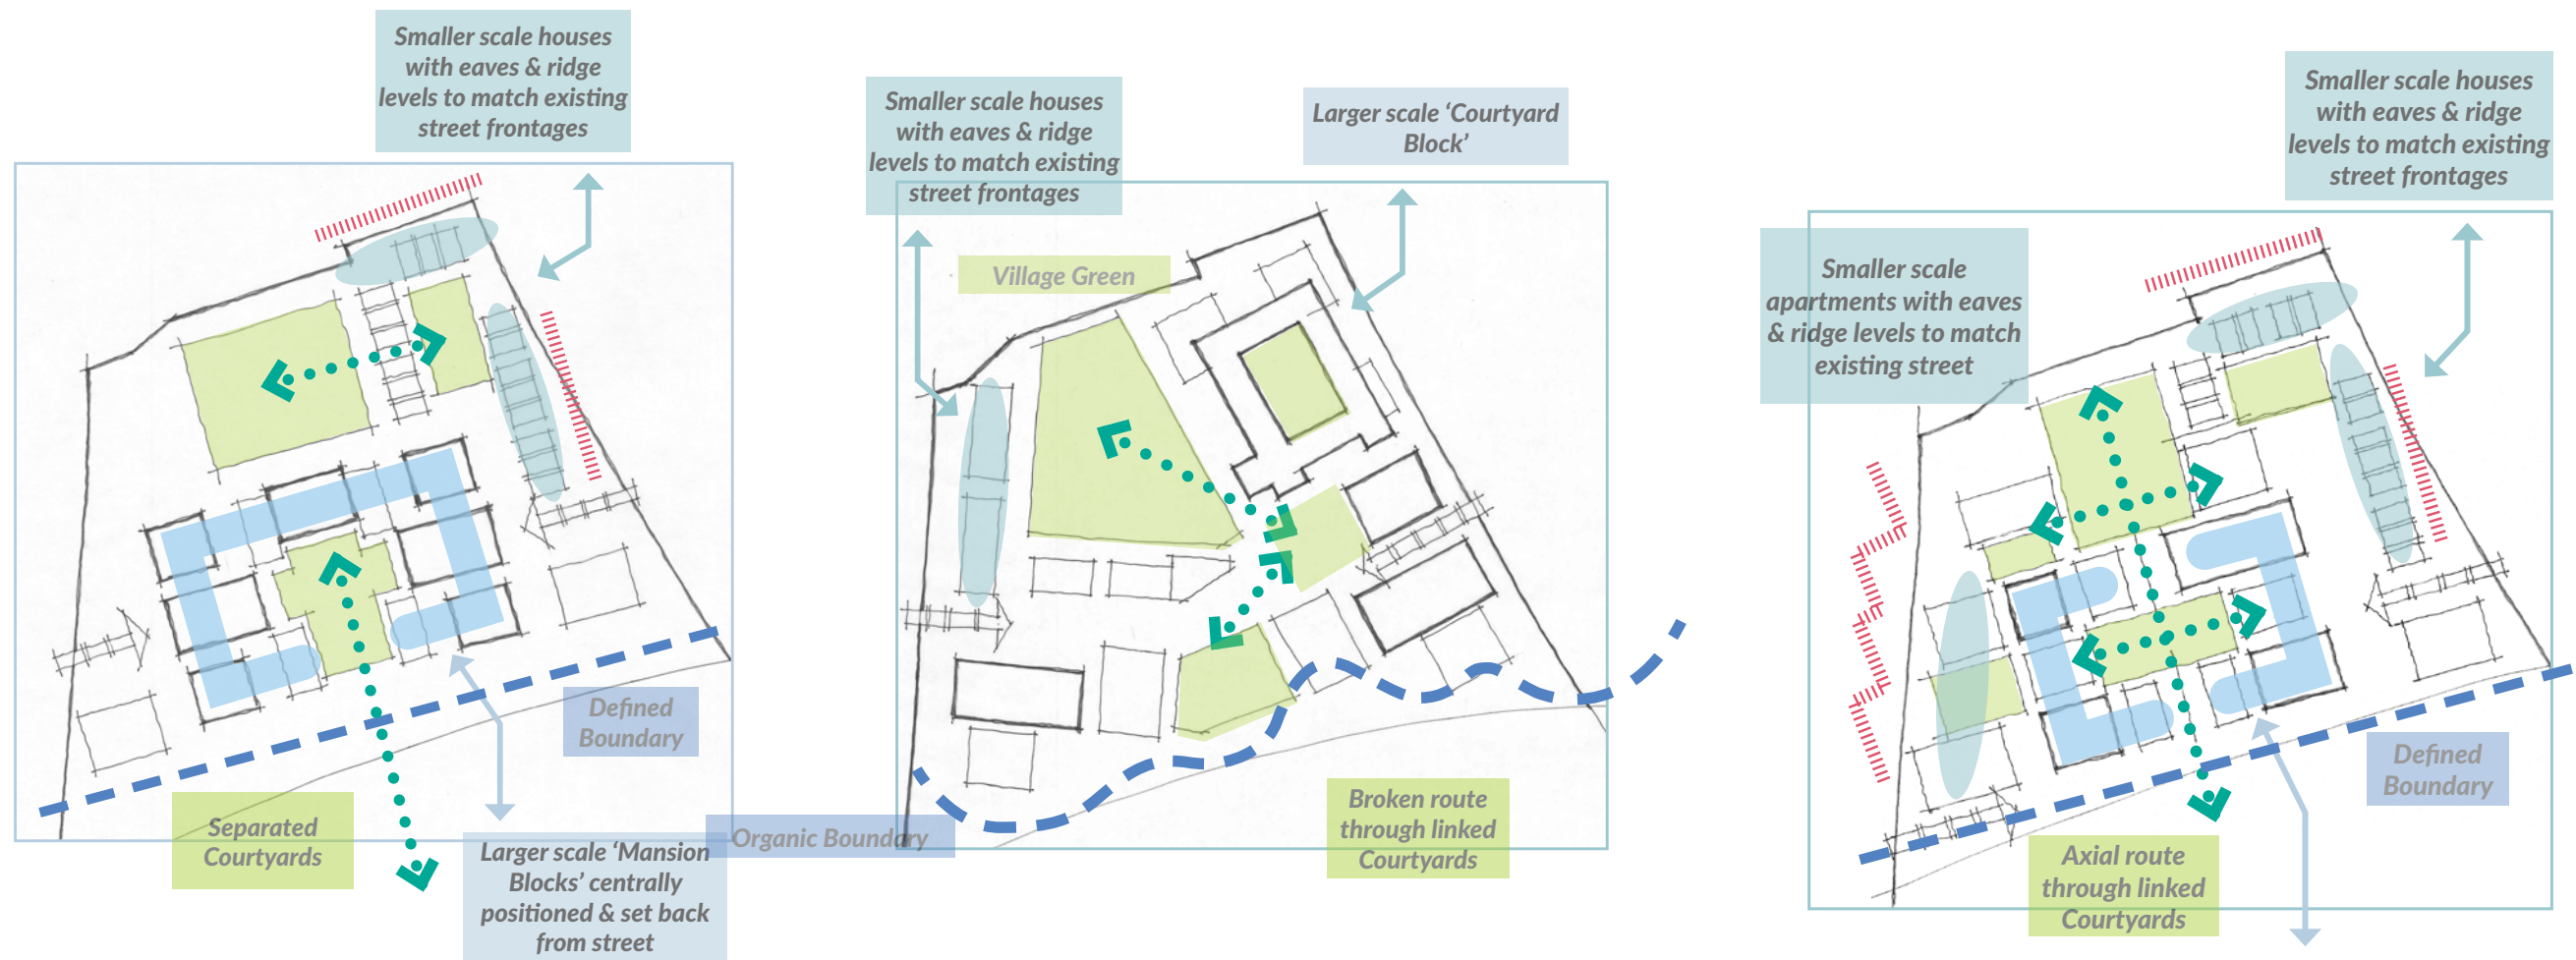 Smaller scale houses
with eaves & ridge
levels to match existing
street frontages
Defined
Boundary
Separated
Courtyards
Larger scale ‘Mansion
Blocks’ centrally
positioned & set back
from street
Smaller scale houses
with eaves & ridge
levels to match existing
street frontages
Larger scale ‘Courtyard
Block’
Village Green
Organic Boundary
Broken route
through linked
Courtyards
Smaller scale houses
with eaves & ridge
levels to match existing
street frontages
Smaller scale
apartments with eaves
& ridge levels to match
existing street
Defined
Boundary
Axial route
through linked
Courtyards